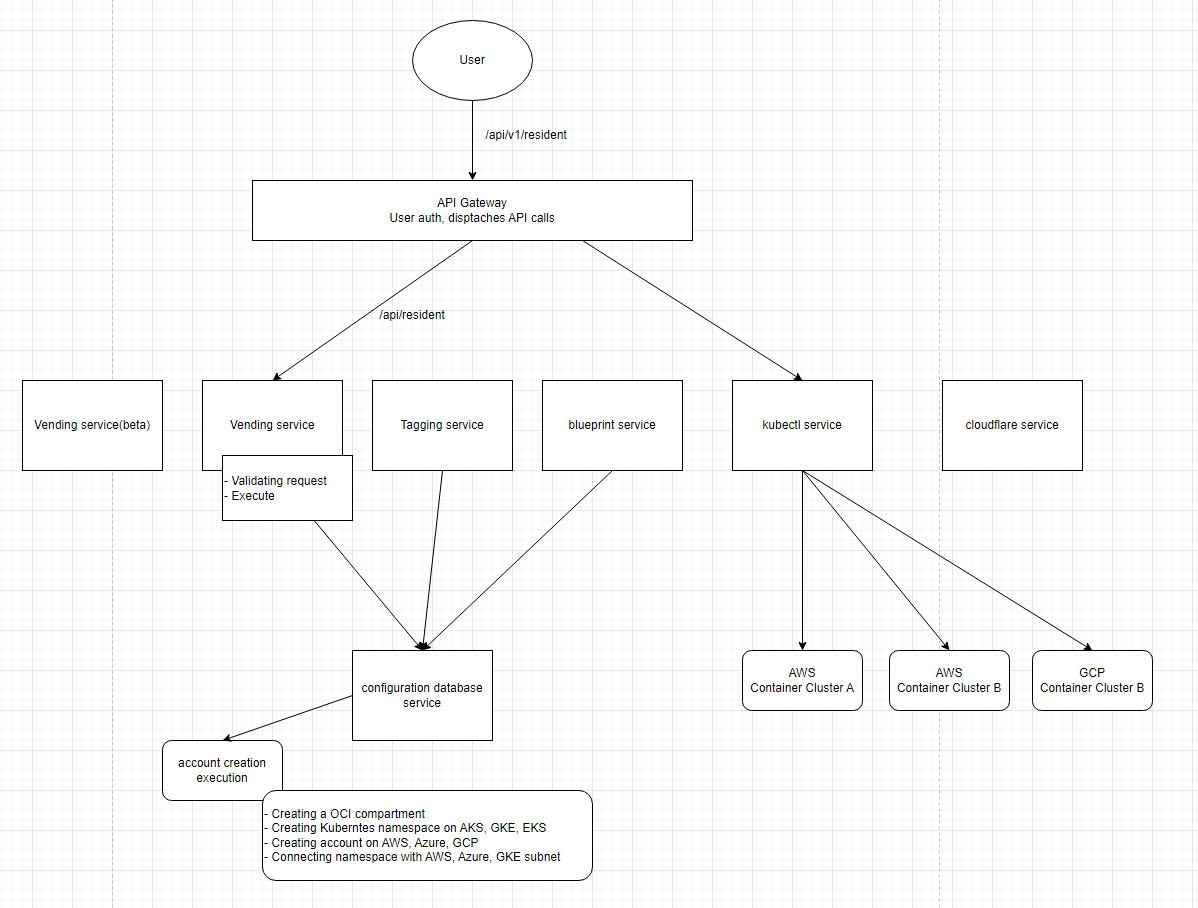 User
/api/v1/resident
API Gateway
User auth, disptaches API calls
/api/resident
Vending service(beta)
Vending service
Tagging service
blueprint service
kubectl service
cloudflare service
- Validating request
- Execute
configuration database
service
AWS
Container Cluster A
AWS
Container Cluster B
GCP
Container Cluster B
account creation
execution
- Creating a OCI compartment
- Creating Kuberntes namespace on AKS, GKE, EKS
- Creating account on AWS, Azure, GCP
- Connecting namespace with AWS, Azure, GKE subnet